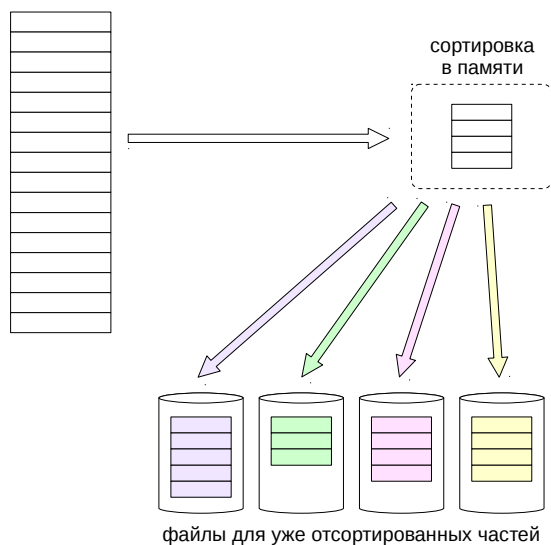 сортировка
в памяти
файлы для уже отсортированных частей